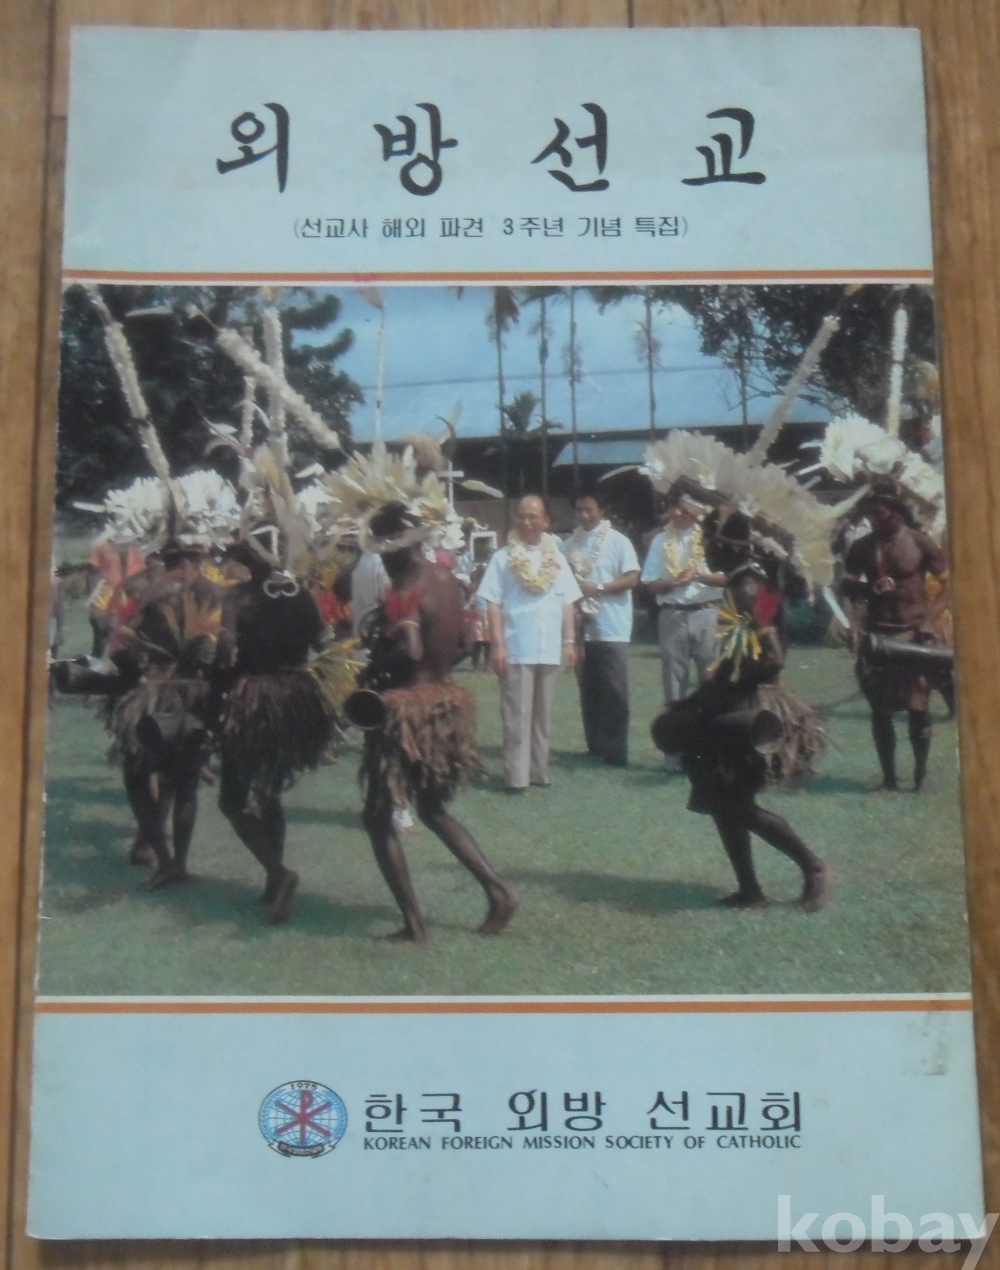 외방선교
(선교사 해외 파견 3주년 기념 특집)
1975
한국 외방 선교회
KOREAN FOREIGN MISSION SOCIETY OF CATHOLIC
kobay